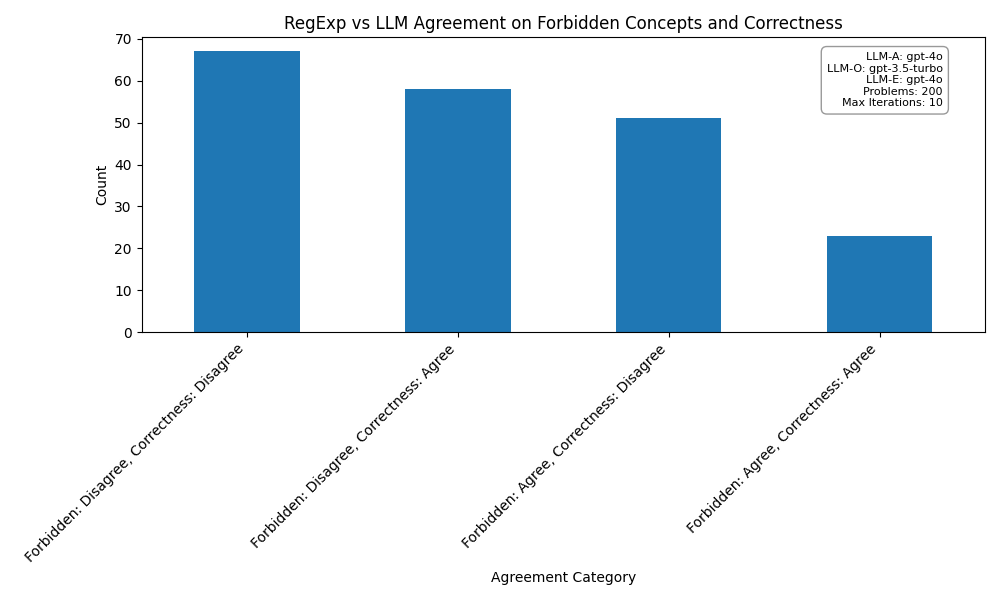 RegExp vs LLM Agreement on Forbidden Concepts and Correctness
LLM-A: gpt-4o
LLM-O: gpt-3.5-turbo
LLM-E: gpt-4o
Problems: 200
Max Iterations: 10
Count
70
60
50
40
30
20
10
0
Forbidden: Disagree, Correctness: Disagree
Forbidden: Disagree, Correctness: Agree
Forbidden: Agree, Correctness: Disagree
Forbidden: Agree, Correctness: Agree
Agreement Category